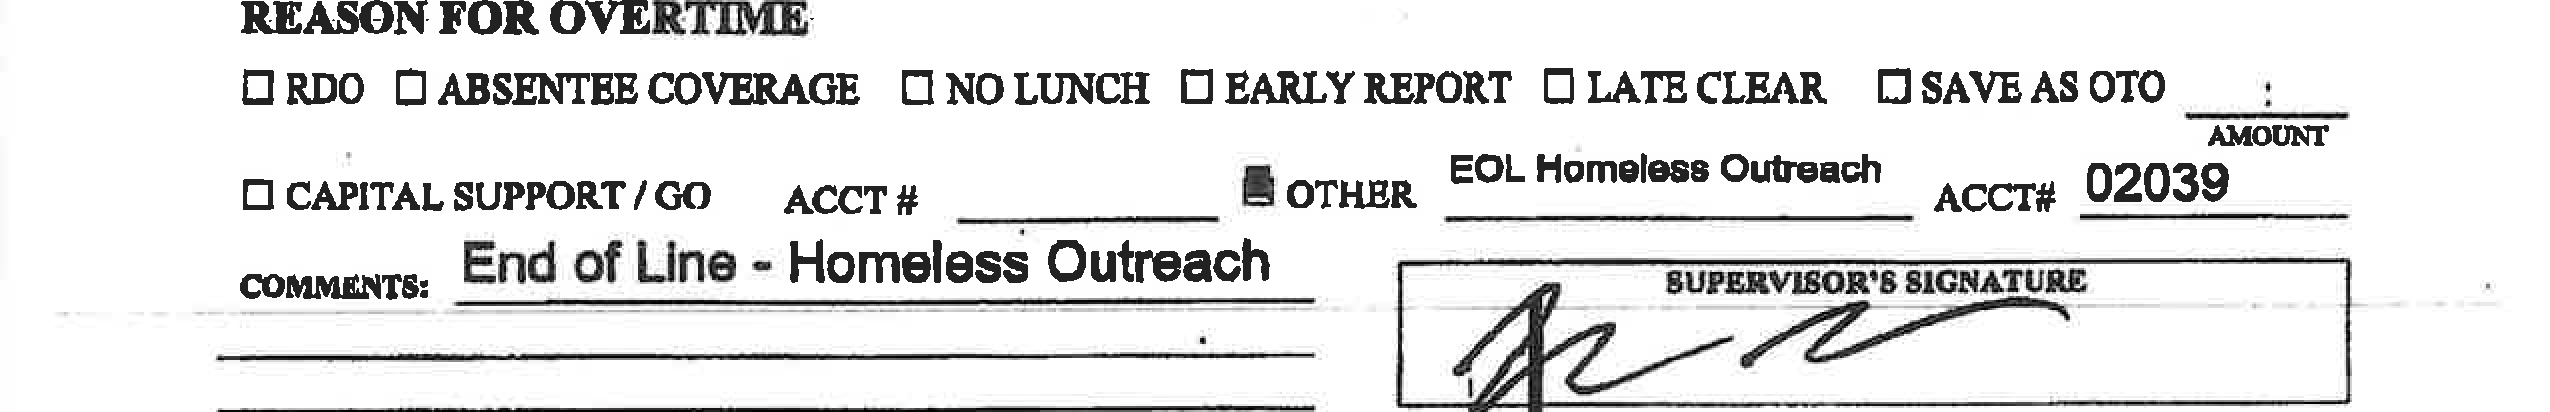 REASON FOR OVERTIME
☐ RDO ☐ ABSENTEE COVERAGE ☐ NO LUNCH ☐ EARLY REPORT ☐ LATE CLEAR ☐ SAVE AS OTO :
AMOUNT
☐ CAPITAL SUPPORT / GO ACCT # ■ OTHER EOL Homeless Outreach ACCT# 02039
COMMENTS: End of Line - Homeless Outreach
SUPERVISOR'S SIGNATURE